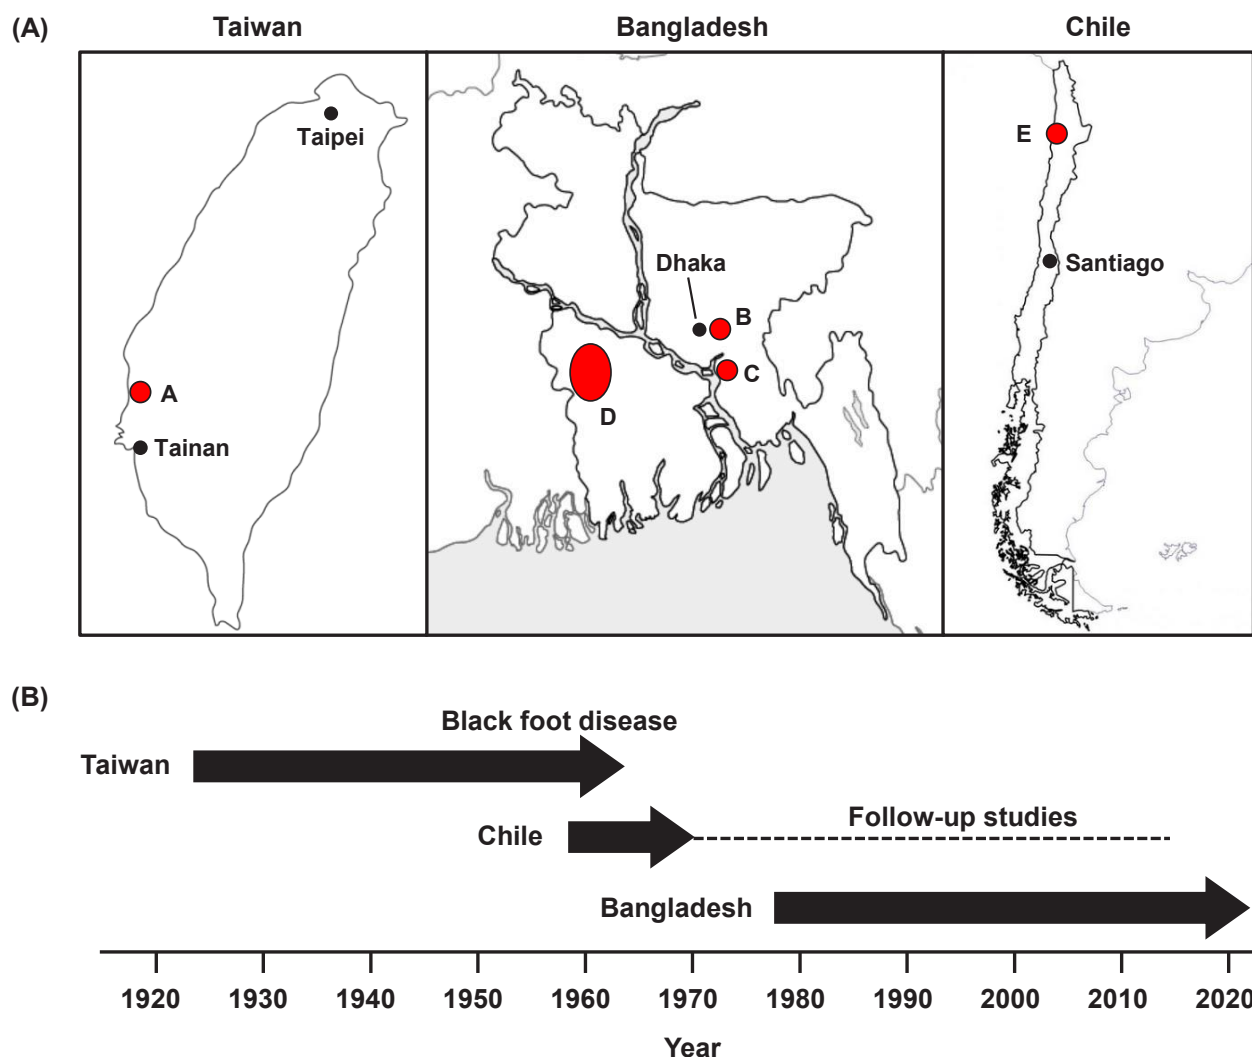 (A)
Taiwan
Bangladesh
Chile
Taipei
A
Tainan
Dhaka
B
C
D
E
Santiago
(B)
Black foot disease
Taiwan
Chile
Follow-up studies
Bangladesh
1920 1930 1940 1950 1960 1970 1980 1990 2000 2010 2020
Year